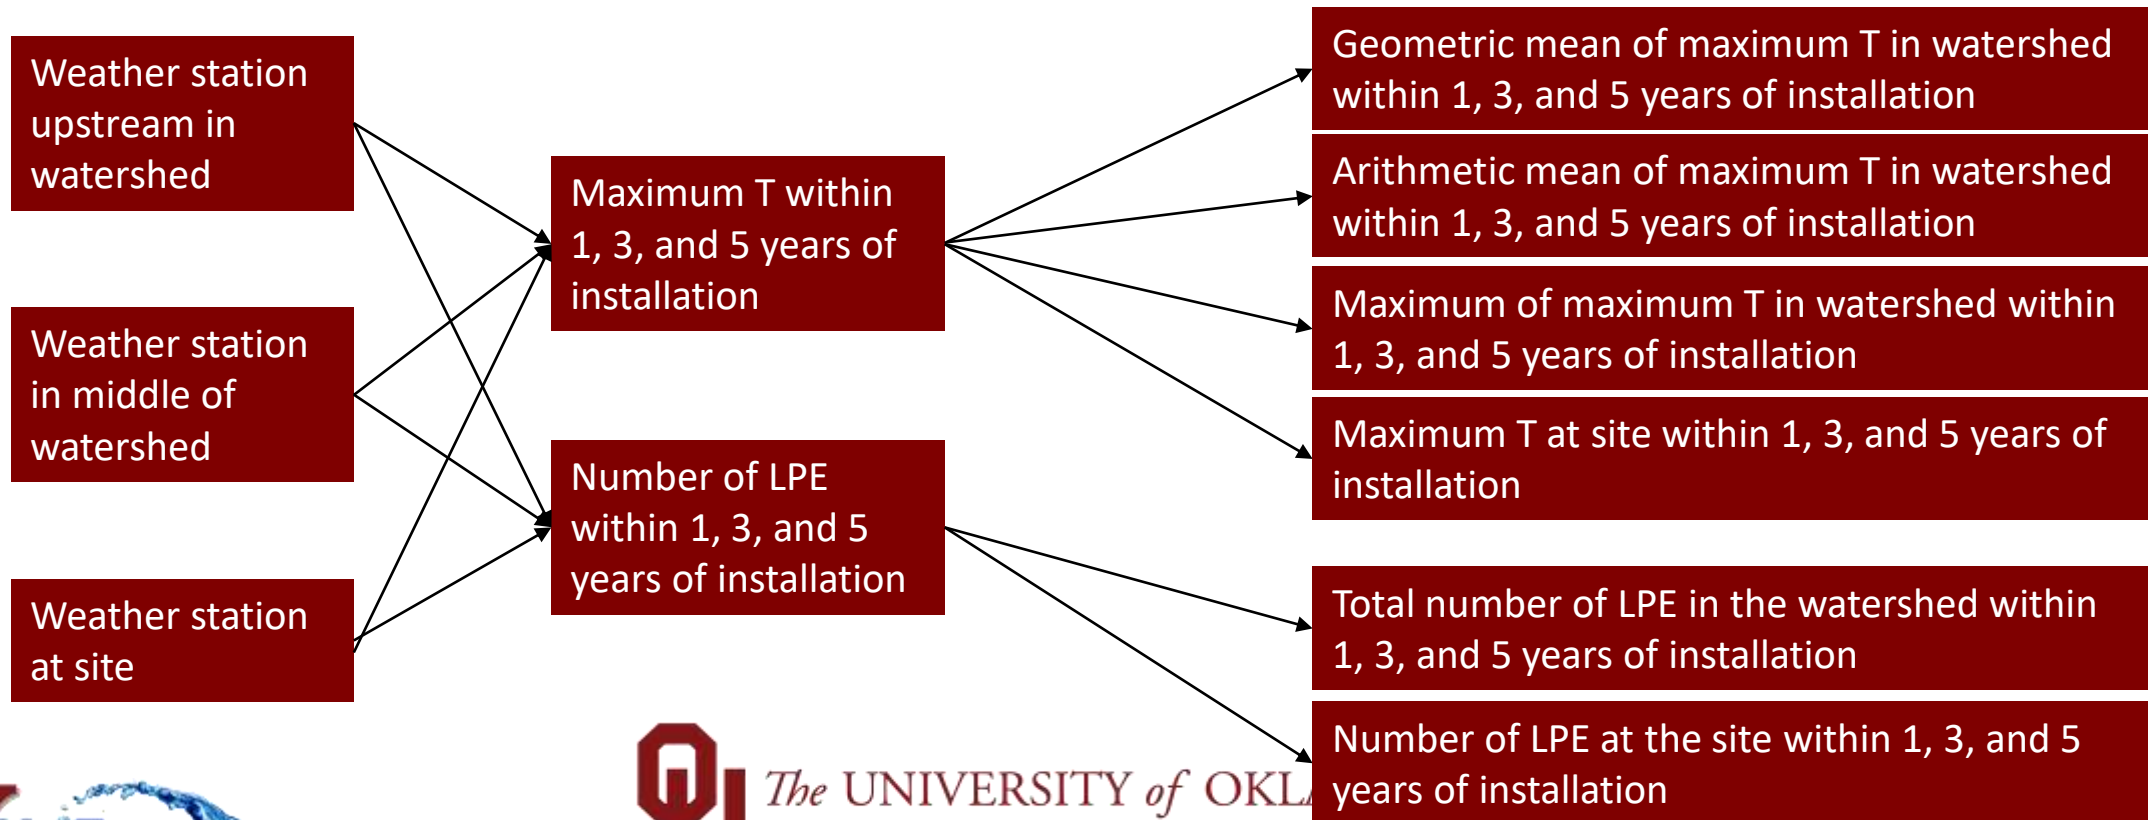 Weather station
upstream in
watershed
Weather station
in middle of
watershed
Weather station
at site
Maximum T within
1, 3, and 5 years of
installation
Number of LPE
within 1, 3, and 5
years of installation
Geometric mean of maximum T in watershed
within 1, 3, and 5 years of installation
Arithmetic mean of maximum T in watershed
within 1, 3, and 5 years of installation
Maximum of maximum T in watershed within
1, 3, and 5 years of installation
Maximum T at site within 1, 3, and 5 years of
installation
Total number of LPE in the watershed within
1, 3, and 5 years of installation
Number of LPE at the site within 1, 3, and 5
years of installation
The UNIVERSITY of